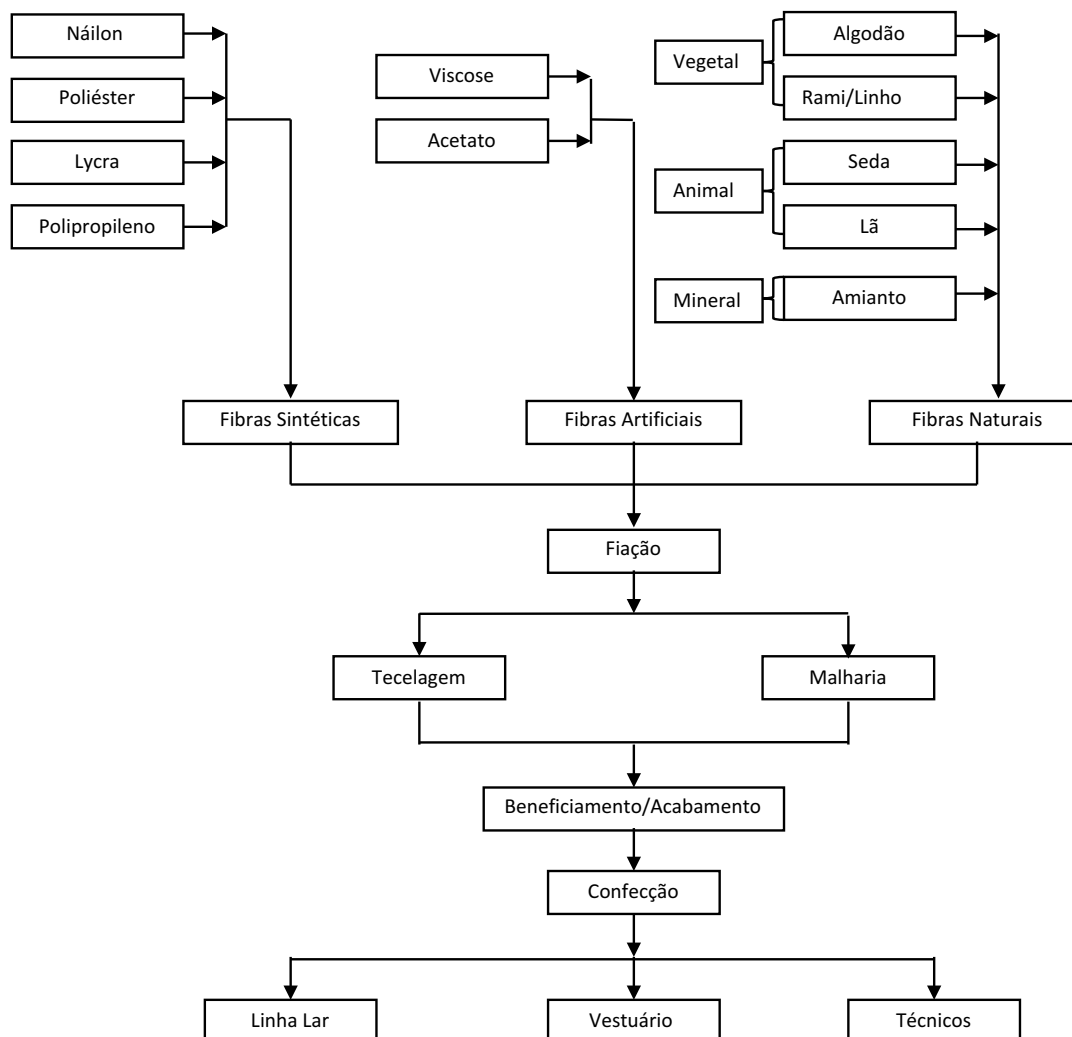 Náilon
Poliéster
Lycra
Polipropileno
Viscose
Acetato
Vegetal
Algodão
Rami/Linho
Animal
Seda
Lã
Mineral
Amianto
Fibras Sintéticas
Fibras Artificiais
Fibras Naturais
Fiação
Tecelagem
Malharia
Beneficiamento/Acabamento
Confecção
Linha Lar
Vestuário
Técnicos